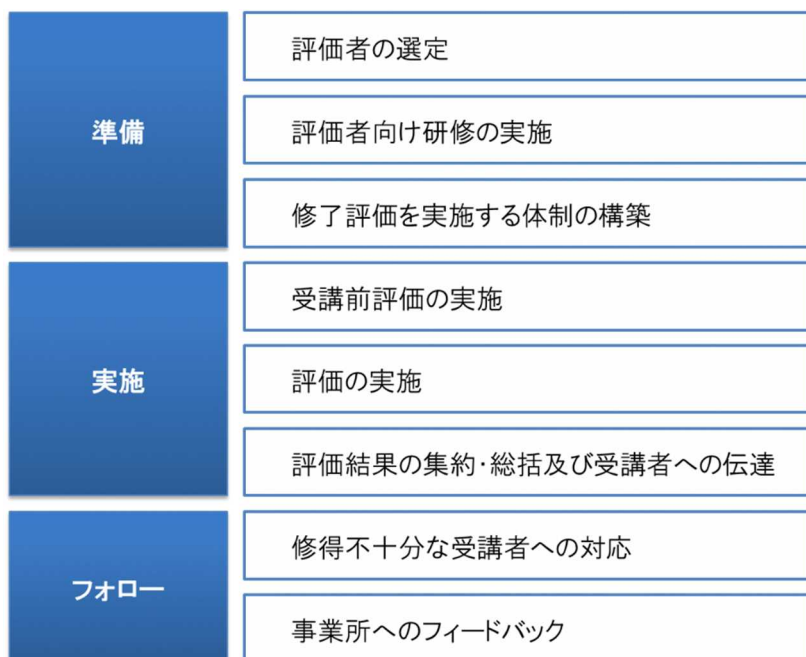 準備
評価者の選定
評価者向け研修の実施
修了評価を実施する体制の構築
実施
受講前評価の実施
評価の実施
評価結果の集約・総括及び受講者への伝達
フォロー
修得不十分な受講者への対応
事業所へのフィードバック